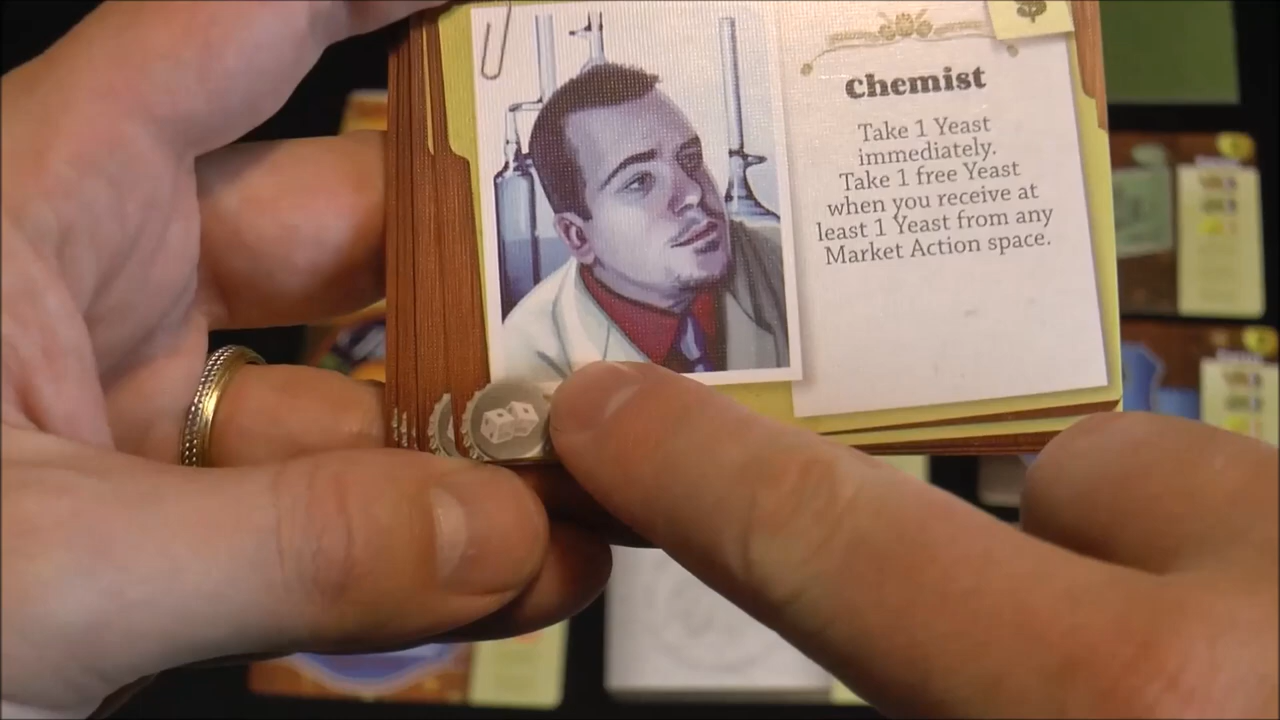 $
chemist
Take 1 Yeast
immediately.
Take 1 free Yeast
when you receive at
least 1 Yeast from any
Market Action space.